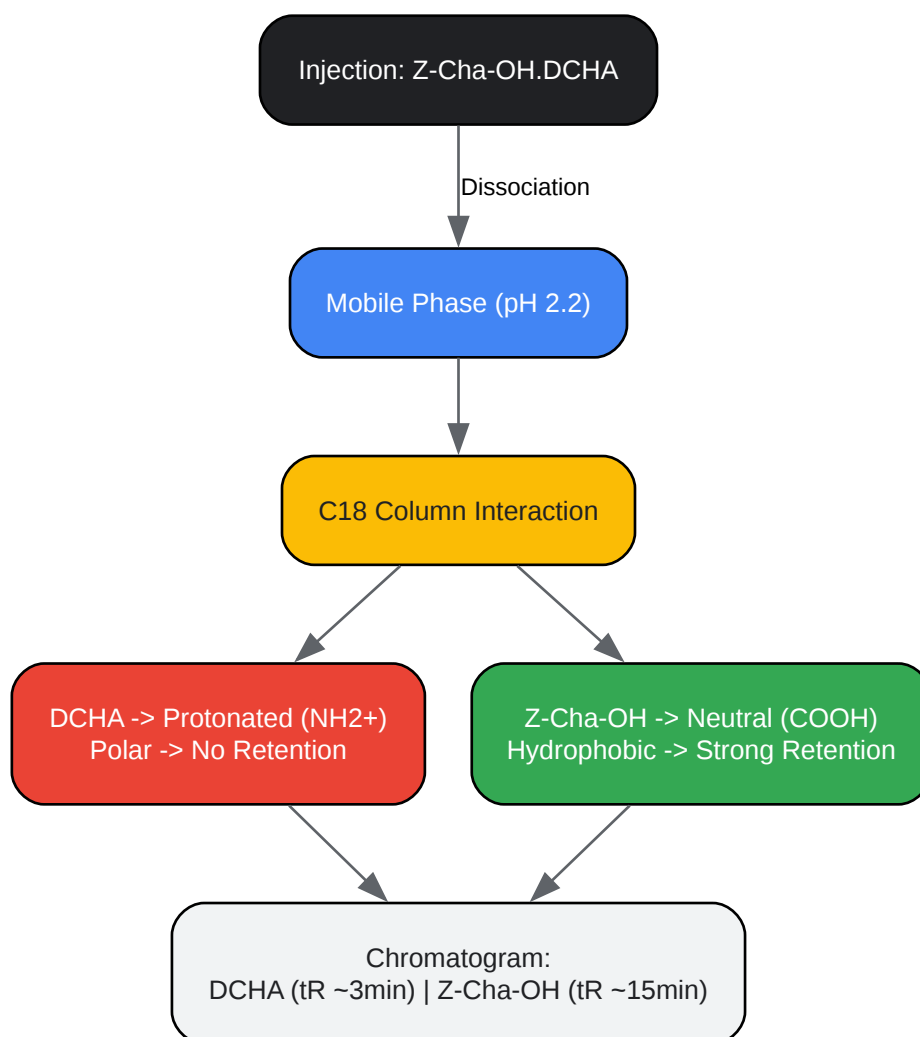 Injection: Z-Cha-OH.DCHA
Dissociation
Mobile Phase (pH 2.2)
C18 Column Interaction
DCHA -> Protonated (NH2+)
Polar -> No Retention
Z-Cha-OH -> Neutral (COOH)
Hydrophobic -> Strong Retention
Chromatogram:
DCHA (tR ~3min) | Z-Cha-OH (tR ~15min)